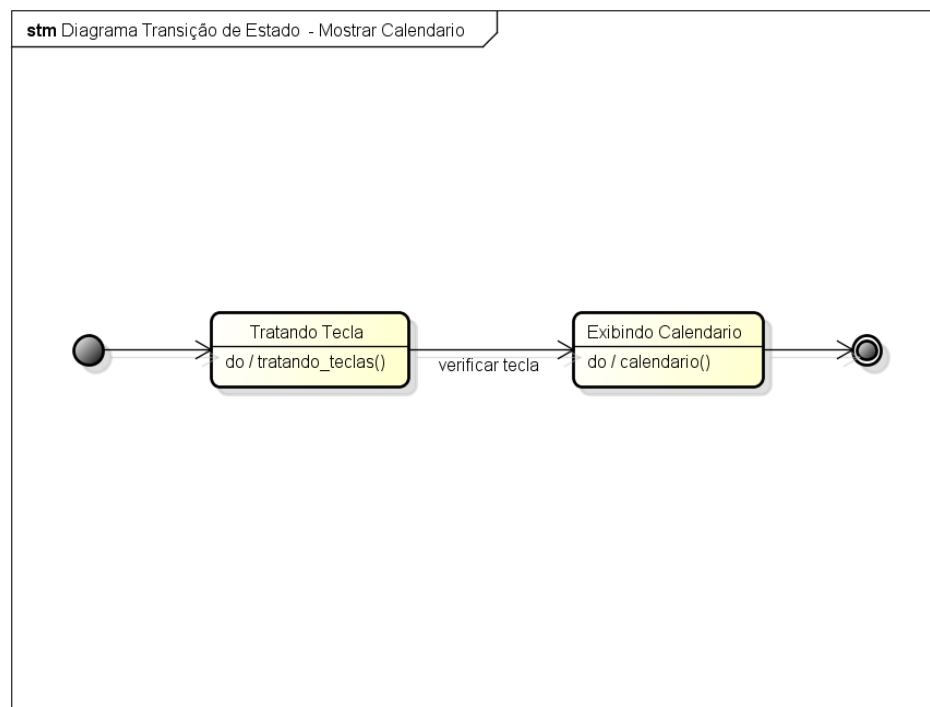 stm Diagrama Transição de Estado - Mostrar Calendario
Tratando Tecla
do / tratando_teclas()
verificar tecla
Exibindo Calendario
do / calendario()